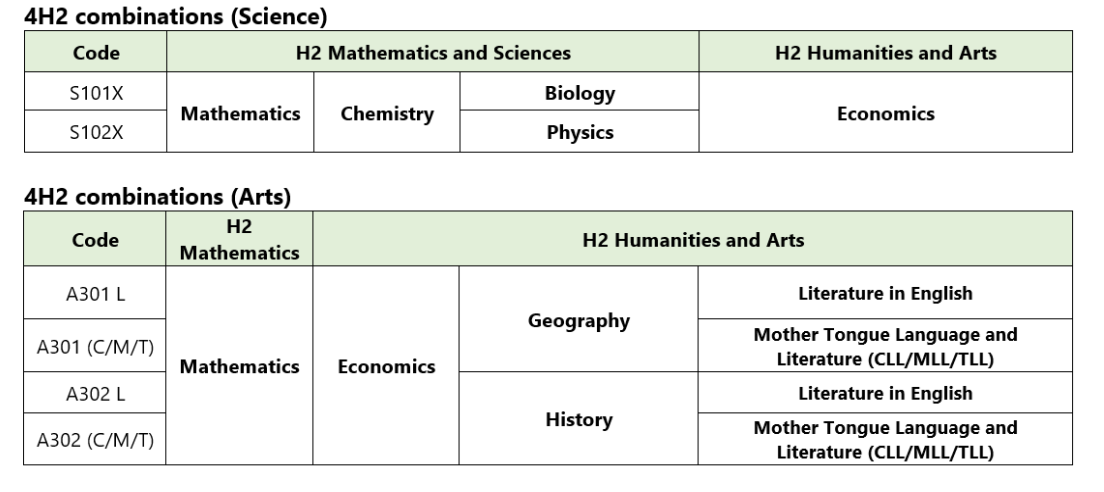 4H2 combinations (Science)
Code H2 Mathematics and Sciences H2 Humanities and Arts
S101X Mathematics Chemistry Biology Economics
S102X Physics
4H2 combinations (Arts)
Code H2 Mathematics H2 Humanities and Arts
A301 L Mathematics Economics Geography Literature in English
A301 (C/M/T) Mother Tongue Language and
Literature (CLL/MLL/TLL)
A302 L History Literature in English
A302 (C/M/T) Mother Tongue Language and
Literature (CLL/MLL/TLL)